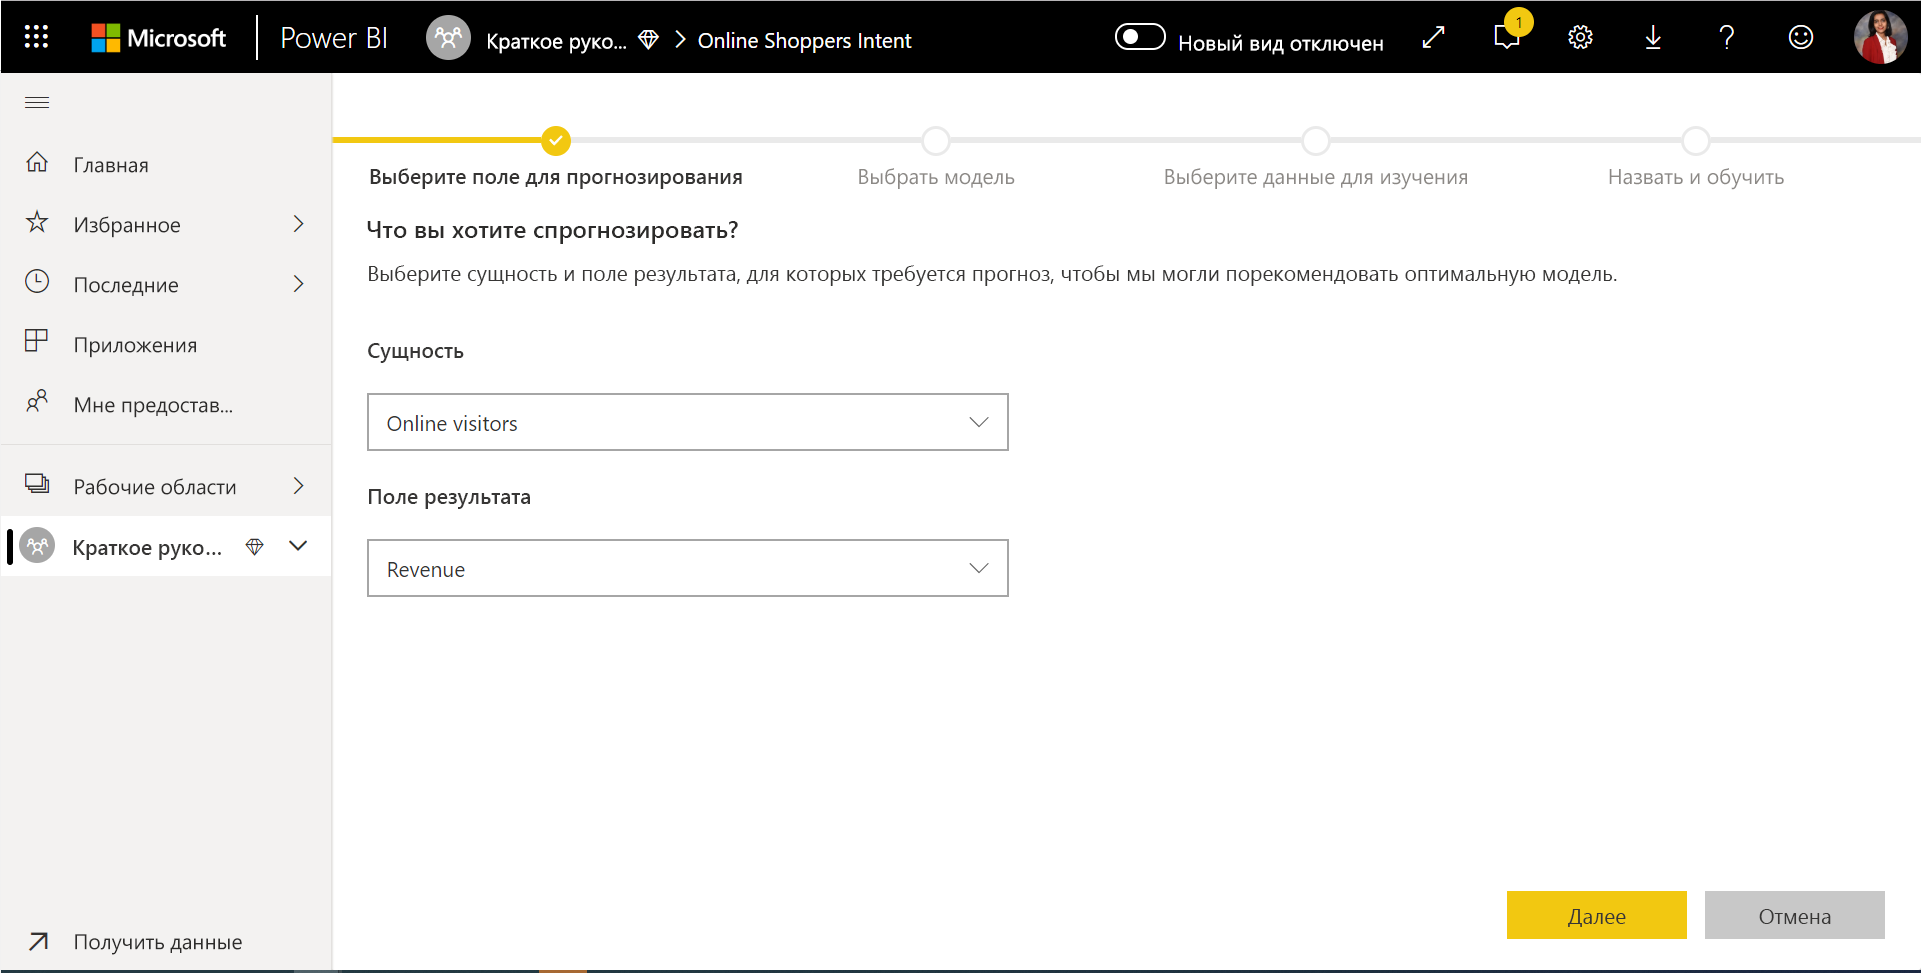 Microsoft Power BI Краткое руко... > Online Shoppers Intent Новый вид отключен 1 ?
Главная
Избранное
Последние
Приложения
Мне предостав...
Рабочие области
Краткое руко...
Получить данные
Выберите поле для прогнозирования Выбрать модель Выберите данные для изучения Назвать и обучить
Что вы хотите спрогнозировать?
Выберите сущность и поле результата, для которых требуется прогноз, чтобы мы могли порекомендовать оптимальную модель.
Сущность
Online visitors
Поле результата
Revenue
Далее Отмена